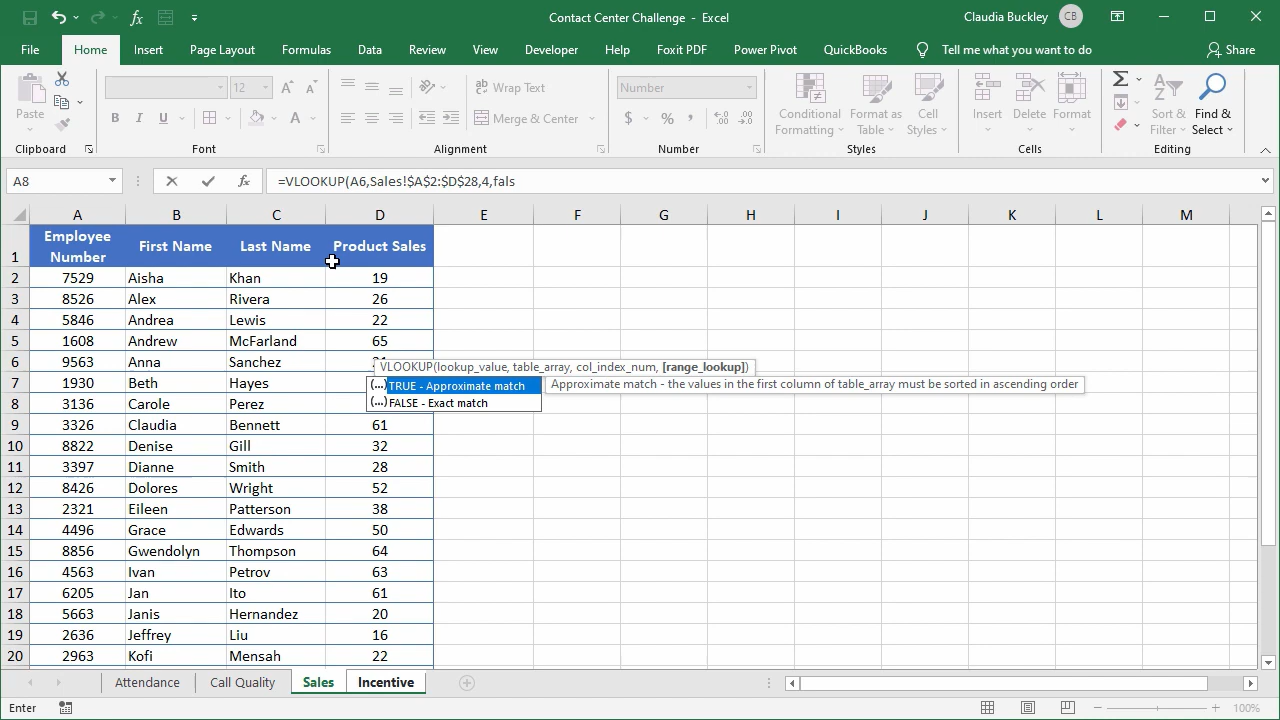 Contact Center Challenge - Excel
Claudia Buckley
CB
File Home Insert Page Layout Formulas Data Review View Developer Help Foxit PDF Power Pivot QuickBooks Tell me what you want to do Share
Paste
Clipboard
12
B I U
A
Font
ab Wrap Text
Merge & Center
Alignment
Number
$ % ,
Number
Conditional Formatting
Format as Table
Cell Styles
Styles
Insert
Delete
Format
Cells
Sort & Filter
Find & Select
Editing
A8
fx
=VLOOKUP(A6,Sales!$A$2:$D$28,4,fals
A B C D E F G H I J K L M
1 Employee Number First Name Last Name Product Sales
2 7529 Aisha Khan 19
3 8526 Alex Rivera 26
4 5846 Andrea Lewis 22
5 1608 Andrew McFarland 65
6 9563 Anna Sanchez
VLOOKUP(lookup_value, table_array, col_index_num, [range_lookup])
7 1930 Beth Hayes
(...) TRUE - Approximate match
Approximate match - the values in the first column of table_array must be sorted in ascending order
8 3136 Carole Perez
(...) FALSE - Exact match
9 3326 Claudia Bennett 61
10 8822 Denise Gill 32
11 3397 Dianne Smith 28
12 8426 Dolores Wright 52
13 2321 Eileen Patterson 38
14 4496 Grace Edwards 50
15 8856 Gwendolyn Thompson 64
16 4563 Ivan Petrov 63
17 6205 Jan Ito 61
18 5663 Janis Hernandez 20
19 2636 Jeffrey Liu 16
20 2963 Kofi Mensah 22
Attendance Call Quality Sales Incentive
Enter
100%